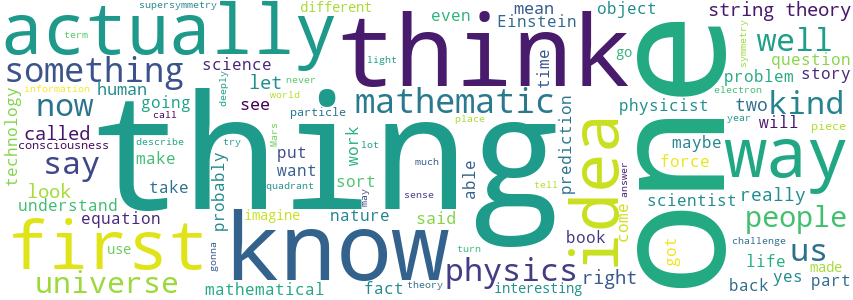 supersymmetry
different
mean
object
string theory
term
actually
think
one
even
Einstein
well
something
science
light
go
symmetry
question
technology
human
let
deeply
never
time
problem
story
information
world
electron
now
going
see
mathematic
physicist
two
kind
called
call
thing
particle
year
consciousness
Mars
place
idea
maybe
will
piece
say
describe
try
put
work
lot
prediction
force
way
make
probably
want
much
able
answer
scientist
really
look
take
quadrant
sort
may
sense
tell
come
people
understand
equation
imagine
nature
said
book
got
us
first
know
use
gonna
turn
physics
right
challenge
life
made
universe
mathematical
fact
theory
interesting
back
yes
part